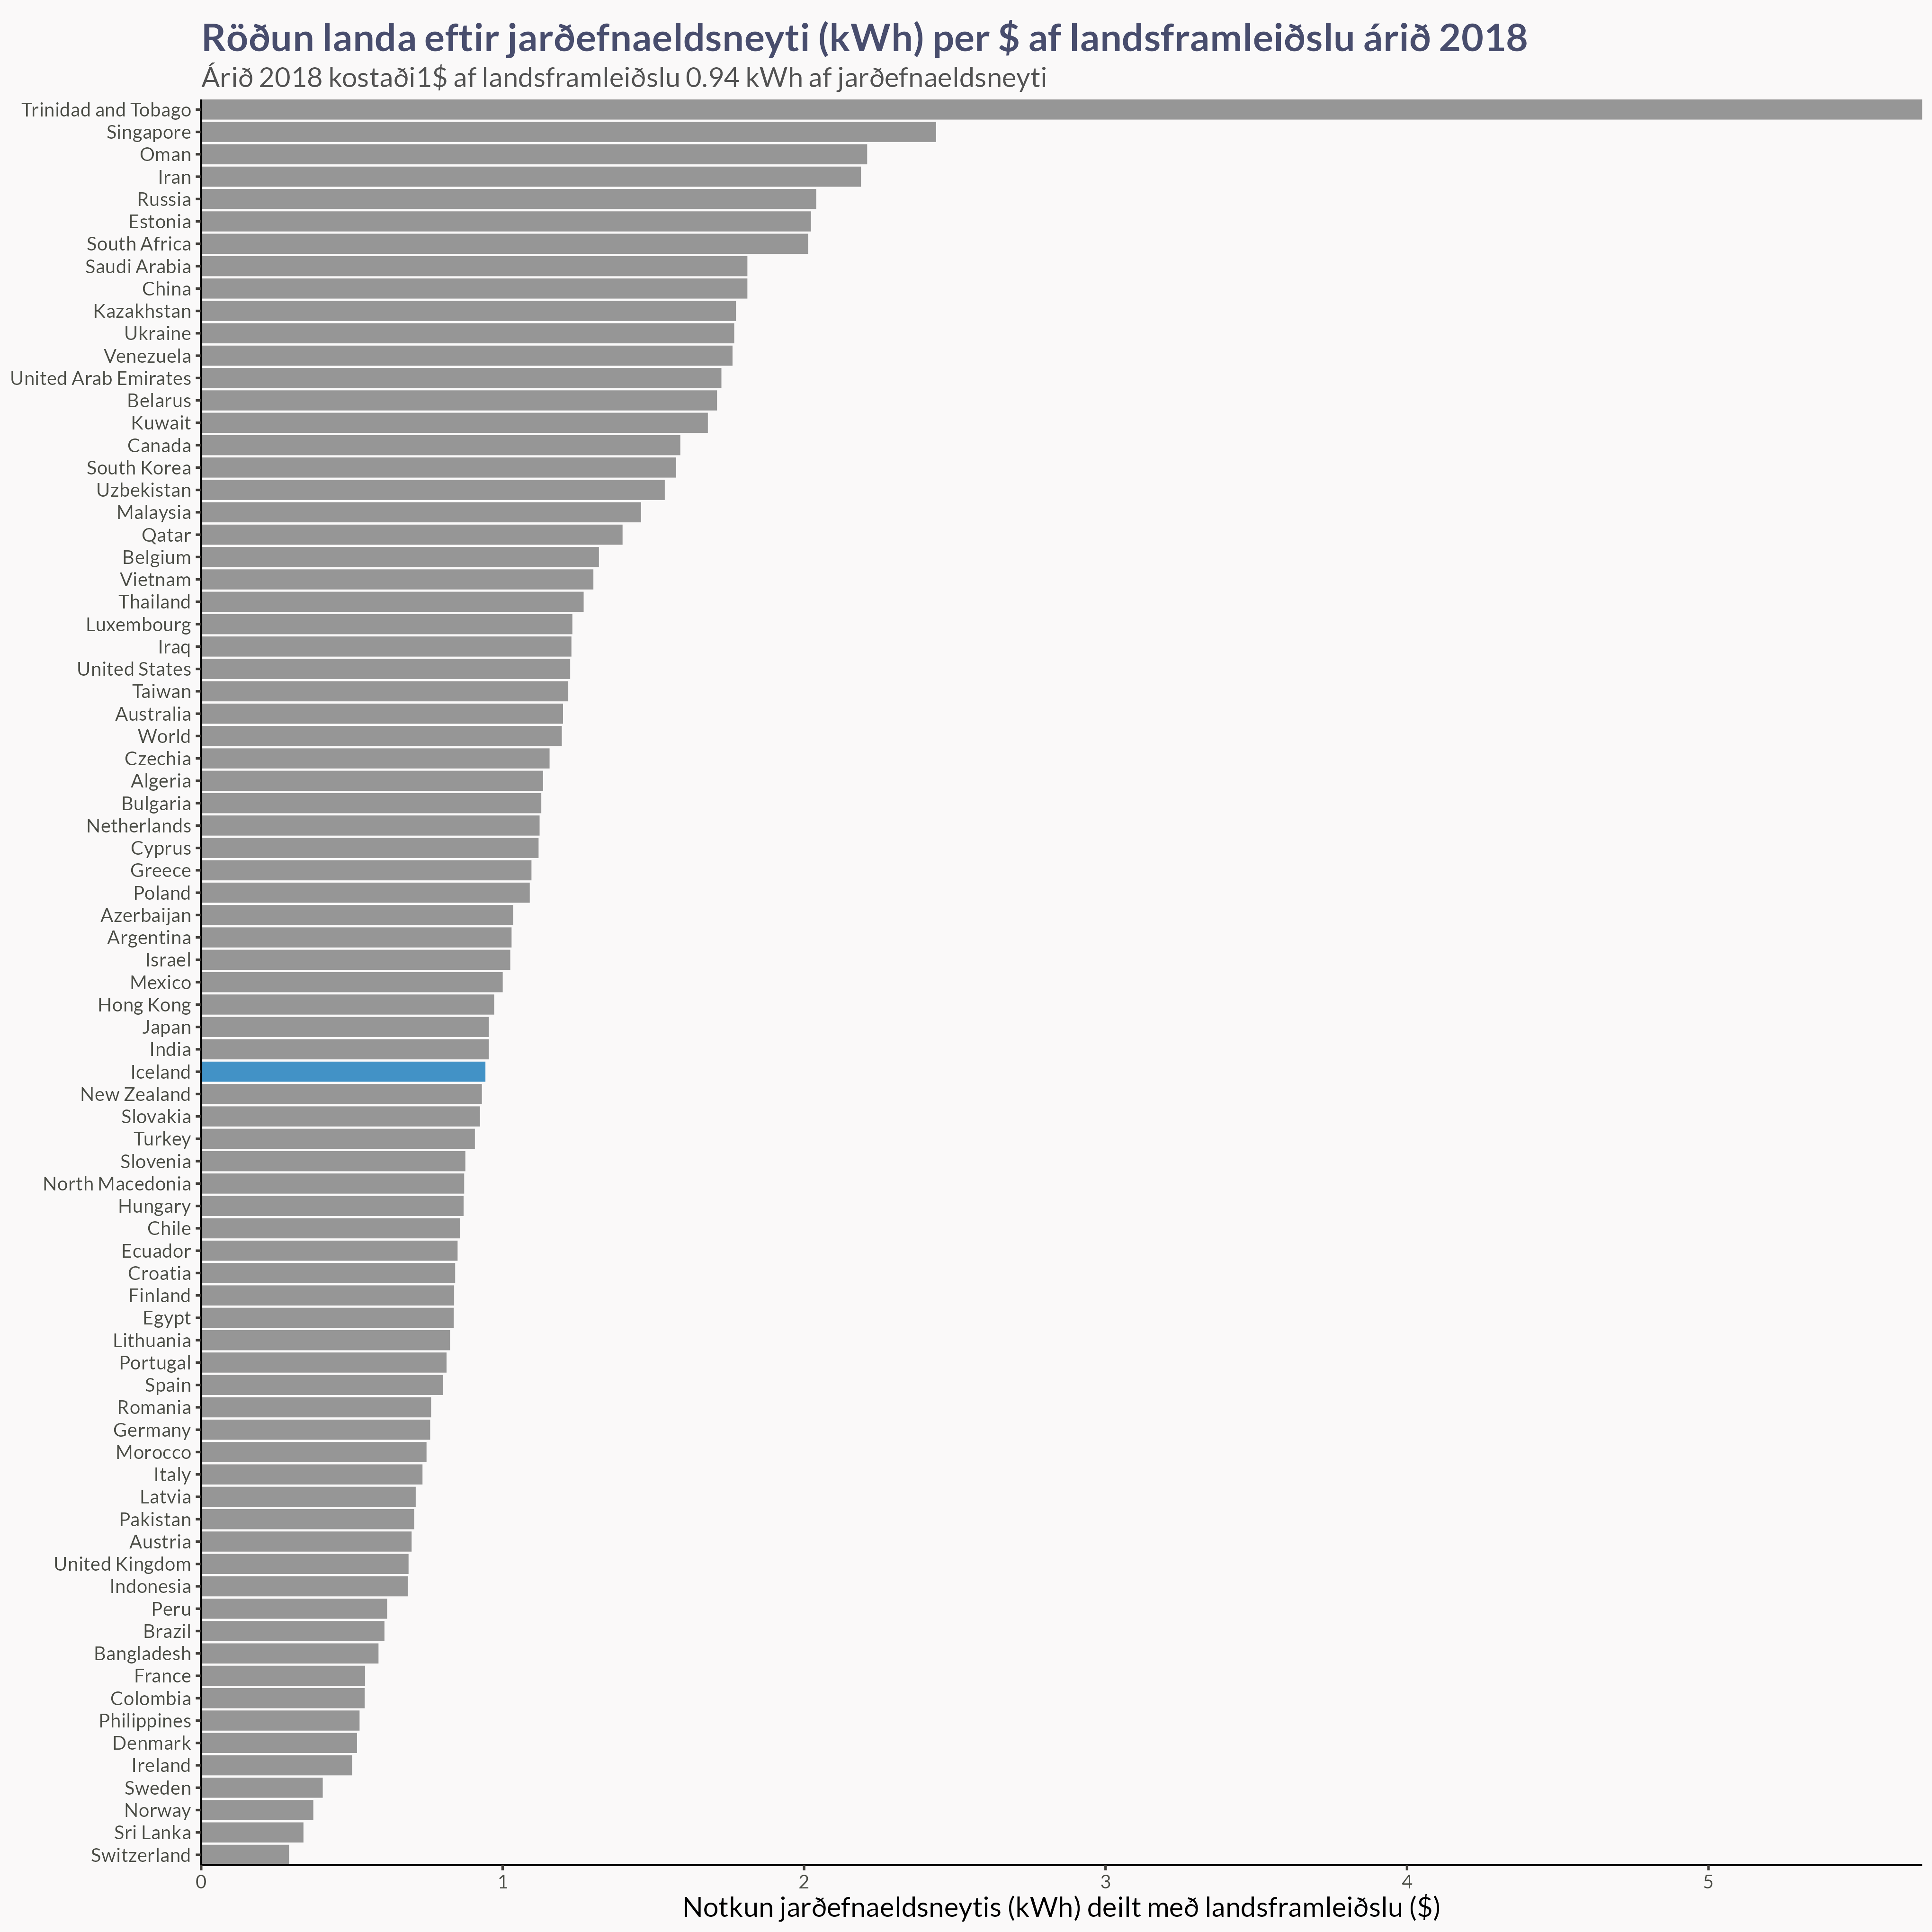 Röðun landa eftir jarðefnaeldsneyti (kWh) per $ af landsframleiðslu árið 2018
Árið 2018 kostaði1$ af landsframleiðslu 0.94 kWh af jarðefnaeldsneyti
Trinidad and Tobago
Singapore
Oman
Iran
Russia
Estonia
South Africa
Saudi Arabia
China
Kazakhstan
Ukraine
Venezuela
United Arab Emirates
Belarus
Kuwait
Canada
South Korea
Uzbekistan
Malaysia
Qatar
Belgium
Vietnam
Thailand
Luxembourg
Iraq
United States
Taiwan
Australia
World
Czechia
Algeria
Bulgaria
Netherlands
Cyprus
Greece
Poland
Azerbaijan
Argentina
Israel
Mexico
Hong Kong
Japan
India
Iceland
New Zealand
Slovakia
Turkey
Slovenia
North Macedonia
Hungary
Chile
Ecuador
Croatia
Finland
Egypt
Lithuania
Portugal
Spain
Romania
Germany
Morocco
Italy
Latvia
Pakistan
Austria
United Kingdom
Indonesia
Peru
Brazil
Bangladesh
France
Colombia
Philippines
Denmark
Ireland
Sweden
Norway
Sri Lanka
Switzerland
0 1 2 3 4 5
Notkun jarðefnaeldsneytis (kWh) deilt með landsframleiðslu ($)